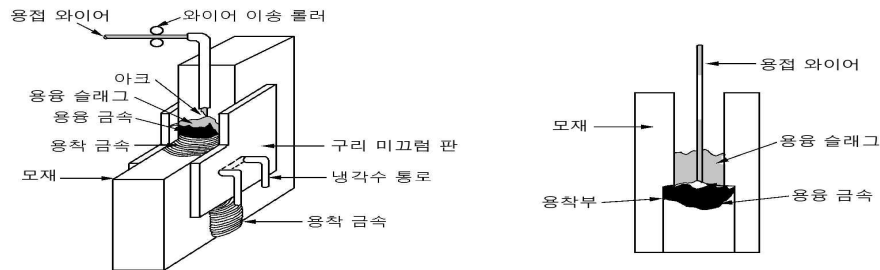 용접 와이어
와이어 이송 롤러
아크
용융 슬래그
용융 금속
용착 금속
모재
구리 미끄럼 판
냉각수 통로
용착 금속
용접 와이어
모재
용융 슬래그
용착부
용융 금속